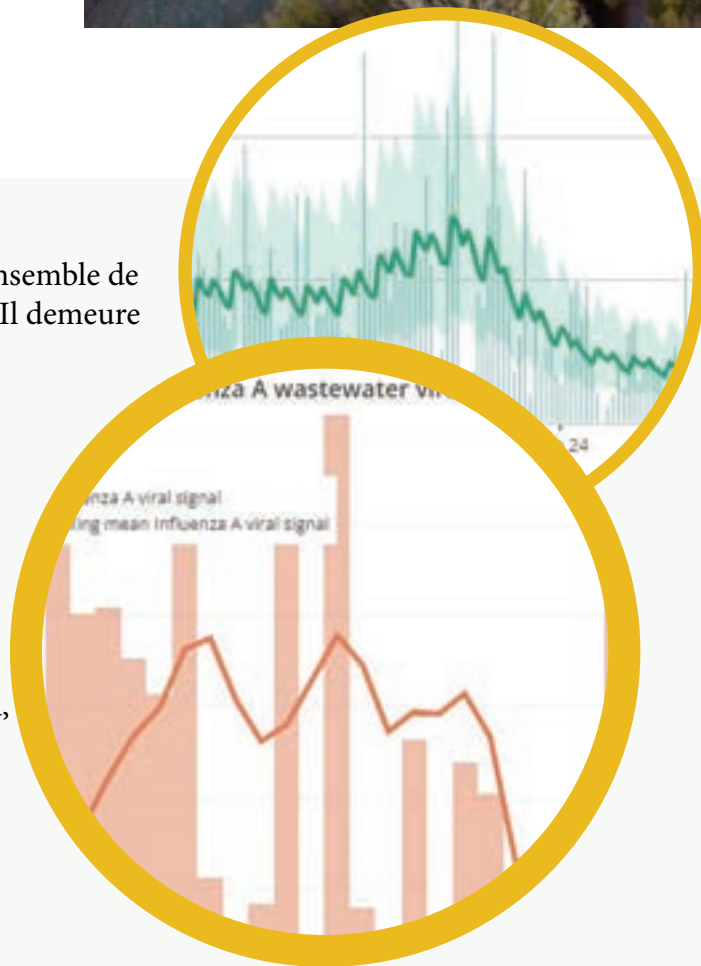 nsemble de
Il demeure
nza A wastewater vi
24
nza A viral signal
ing mean Influenza A viral signal
,